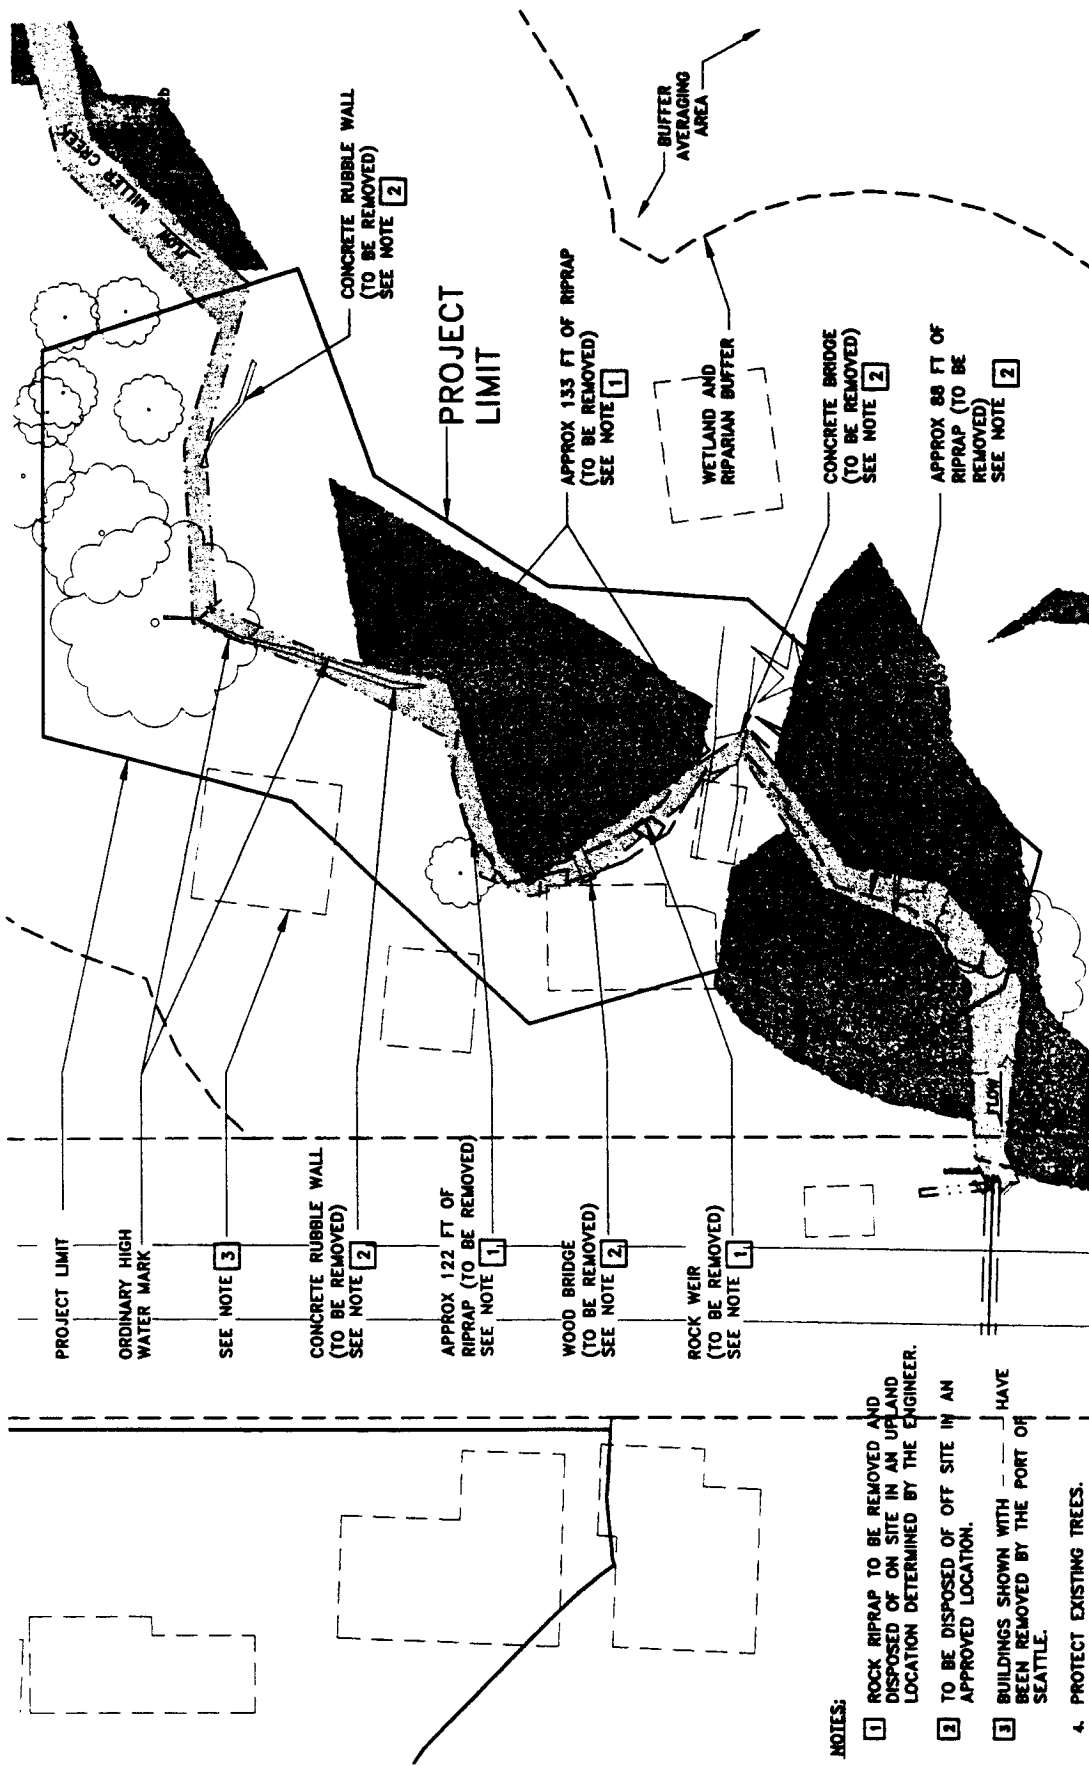 PROJECT LIMIT
ORDINARY HIGH
WATER MARK
SEE NOTE 3
CONCRETE RUBBLE WALL
(TO BE REMOVED)
SEE NOTE 2
APPROX 122 FT OF
RIPRAP (TO BE REMOVED)
SEE NOTE 1
WOOD BRIDGE
(TO BE REMOVED)
SEE NOTE 2
ROCK WEIR
(TO BE REMOVED)
SEE NOTE 1
FLOW
MILLER CREEK
FLOW
CONCRETE RUBBLE WALL
(TO BE REMOVED)
SEE NOTE 2
PROJECT
LIMIT
APPROX 133 FT OF RIPRAP
(TO BE REMOVED)
SEE NOTE 1
BUFFER
AVERAGING
AREA
WETLAND AND
RIPARIAN BUFFER
CONCRETE BRIDGE
(TO BE REMOVED)
SEE NOTE 2
APPROX 88 FT OF
RIPRAP (TO BE
REMOVED)
SEE NOTE 2
NOTES:
1 ROCK RIPRAP TO BE REMOVED AND
DISPOSED OF ON SITE IN AN UPLAND
LOCATION DETERMINED BY THE ENGINEER.
2 TO BE DISPOSED OF OFF SITE IN AN
APPROVED LOCATION.
3 BUILDINGS SHOWN WITH - - - HAVE
BEEN REMOVED BY THE PORT OF
SEATTLE.
4. PROTECT EXISTING TREES.